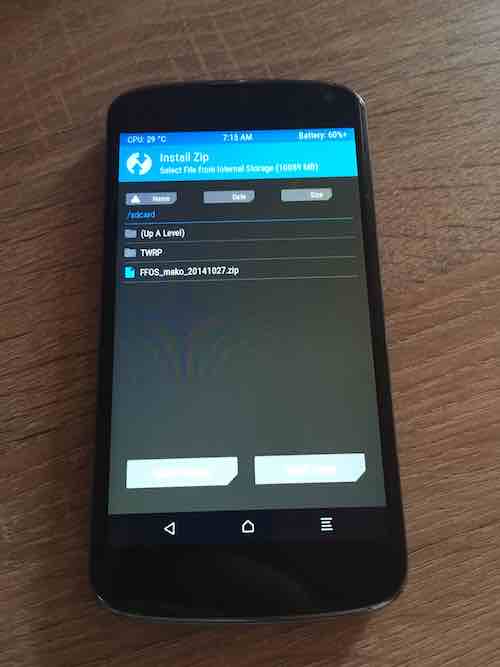 CPU: 29 °C 7:15 AM Battery: 60%+
Install Zip
Select File from Internal Storage (10889 MB)
Name Date Size
/sdcard
(Up A Level)
TWRP
FFOS_mako_20141027.zip